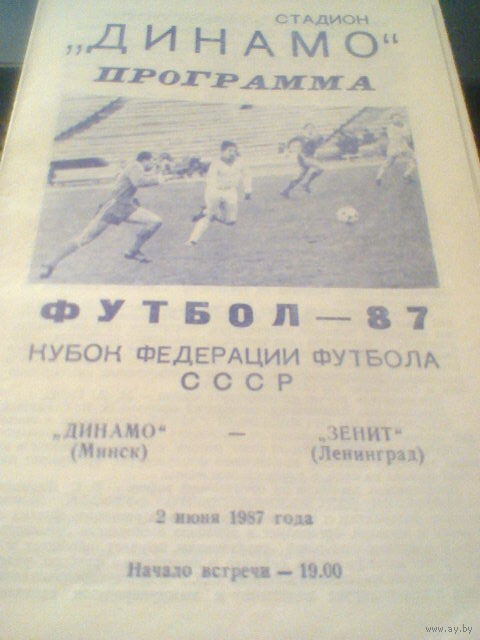 СТАДИОН
„ДИНАМО“
ПРОГРАММА
ФУТБОЛ — 87
КУБОК ФЕДЕРАЦИИ ФУТБОЛА
СССР
„ДИНАМО“ — „ЗЕНИТ“
(Минск) (Ленинград)
2 июня 1987 года
Начало встречи — 19.00
www.ay.by